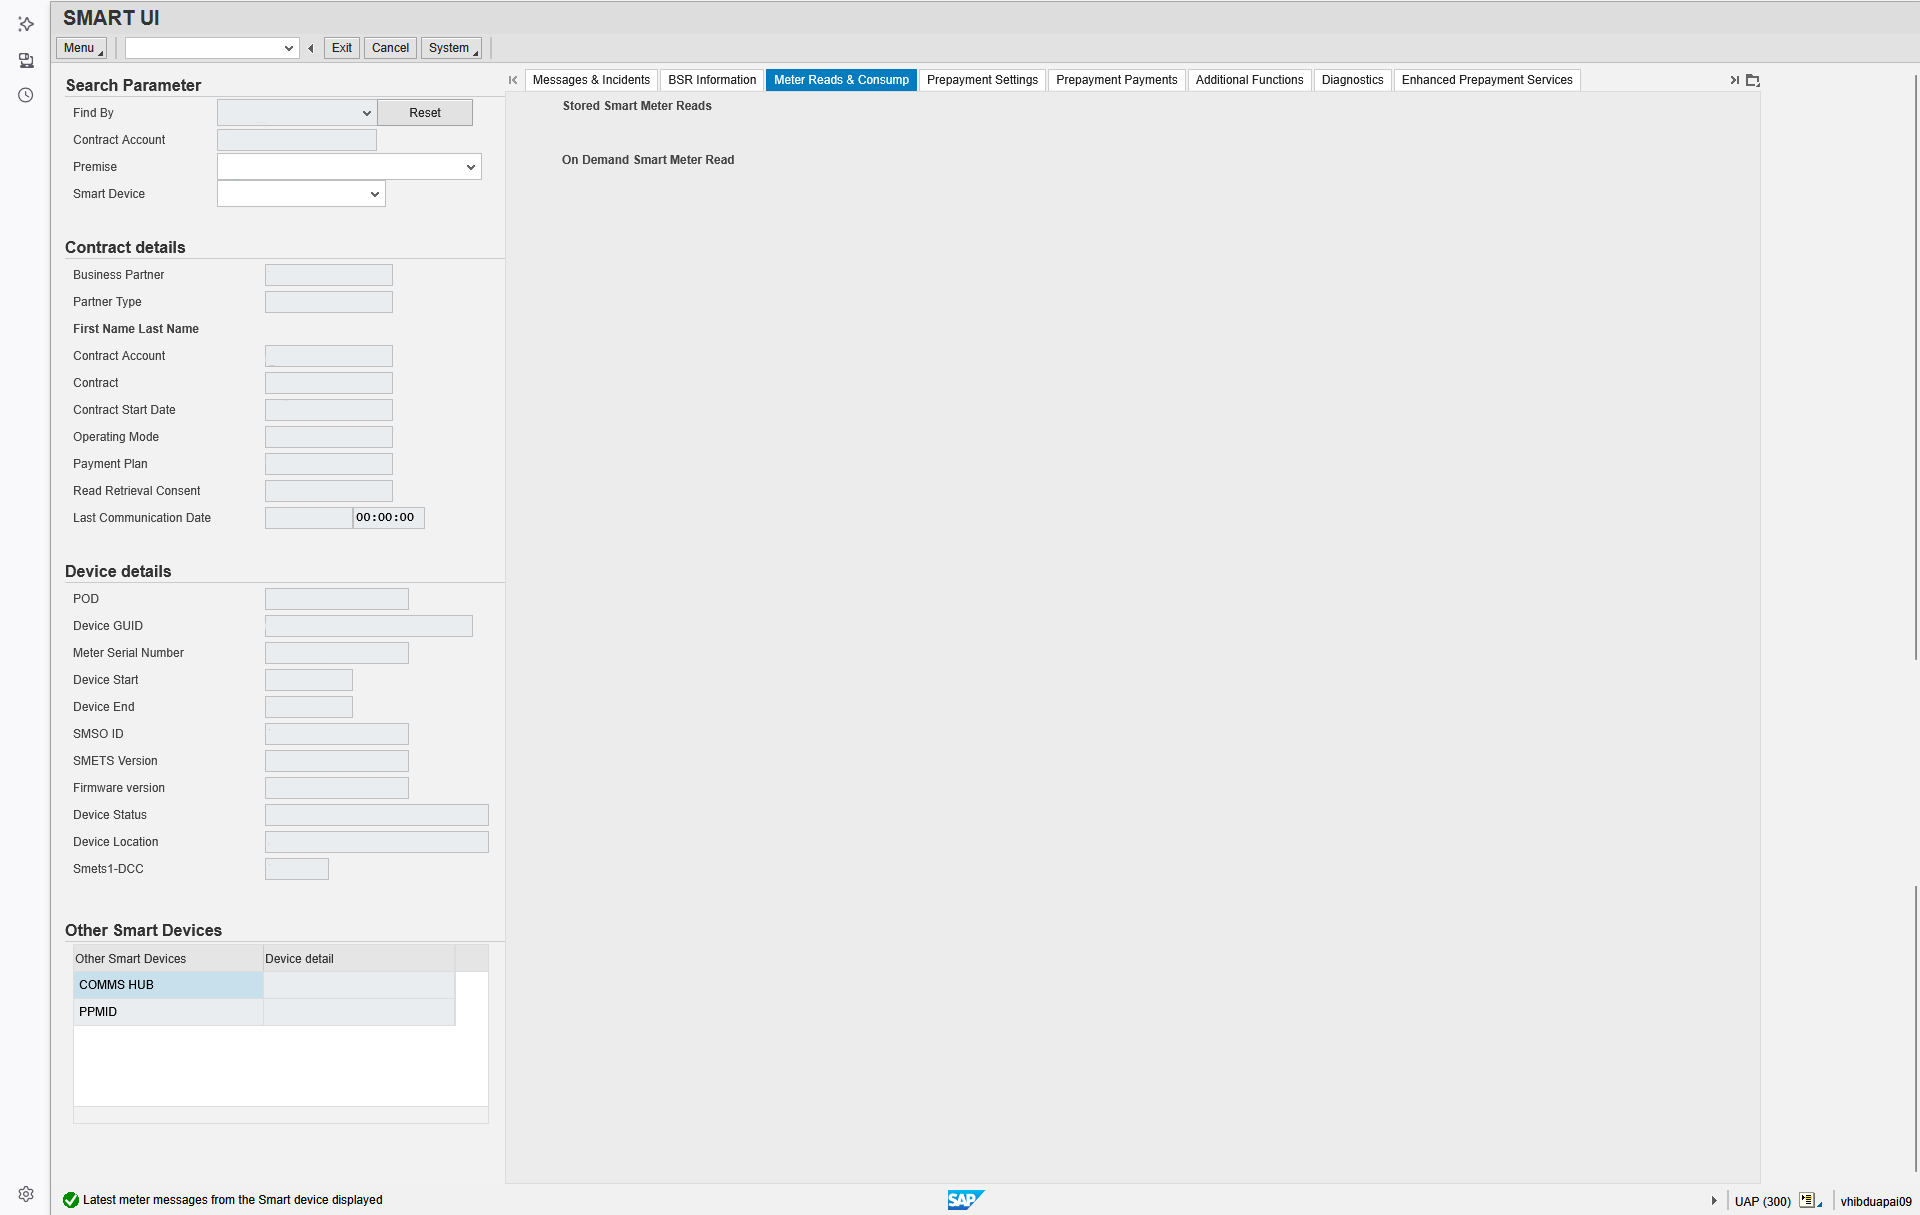 SMART UI
Menu
Exit
Cancel
System
Search Parameter
Find By
Reset
Contract Account
Premise
Smart Device
Contract details
Business Partner
Partner Type
First Name Last Name
Contract Account
Contract
Contract Start Date
Operating Mode
Payment Plan
Read Retrieval Consent
Last Communication Date 00:00:00
Device details
POD
Device GUID
Meter Serial Number
Device Start
Device End
SMSO ID
SMETS Version
Firmware version
Device Status
Device Location
Smets1-DCC
Other Smart Devices
Other Smart Devices Device detail
COMMS HUB
PPMID
Messages & Incidents
BSR Information
Meter Reads & Consump
Prepayment Settings
Prepayment Payments
Additional Functions
Diagnostics
Enhanced Prepayment Services
Stored Smart Meter Reads
On Demand Smart Meter Read
Latest meter messages from the Smart device displayed
SAP
UAP (300)
vhibduapai09